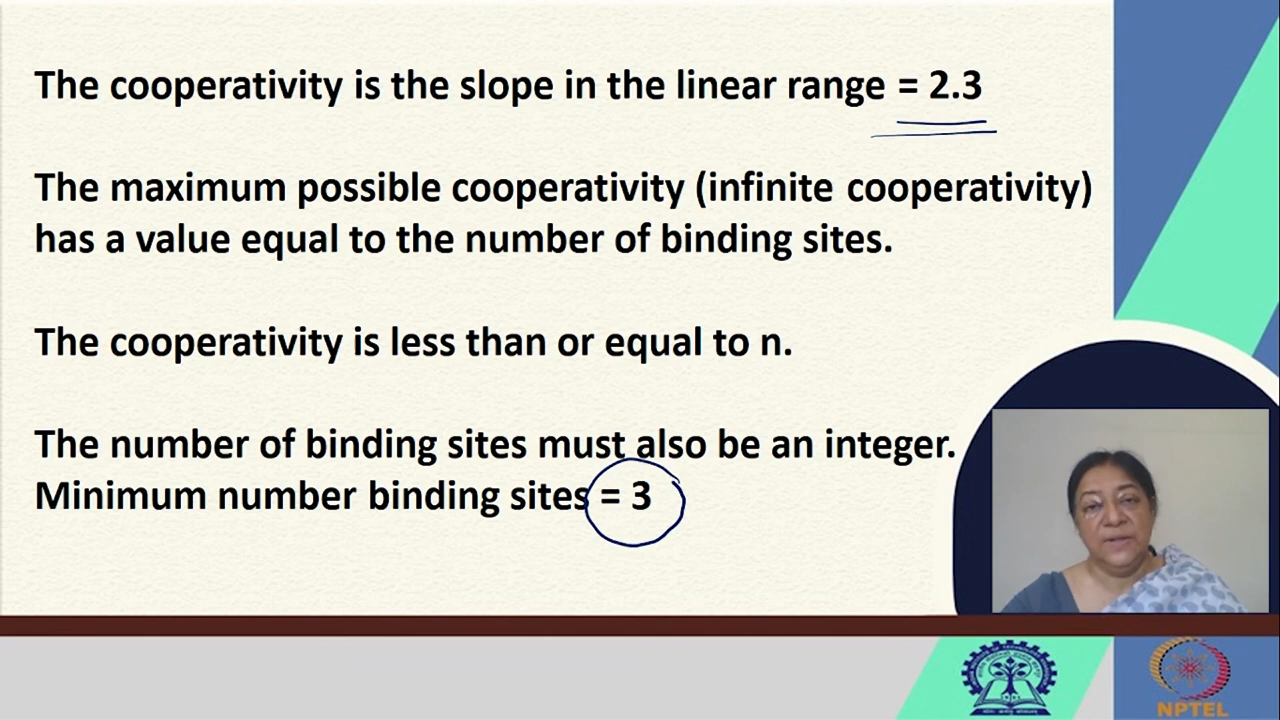 The cooperativity is the slope in the linear range = 2.3
The maximum possible cooperativity (infinite cooperativity)
has a value equal to the number of binding sites.
The cooperativity is less than or equal to n.
The number of binding sites must also be an integer.
Minimum number binding sites = 3
NPTEL